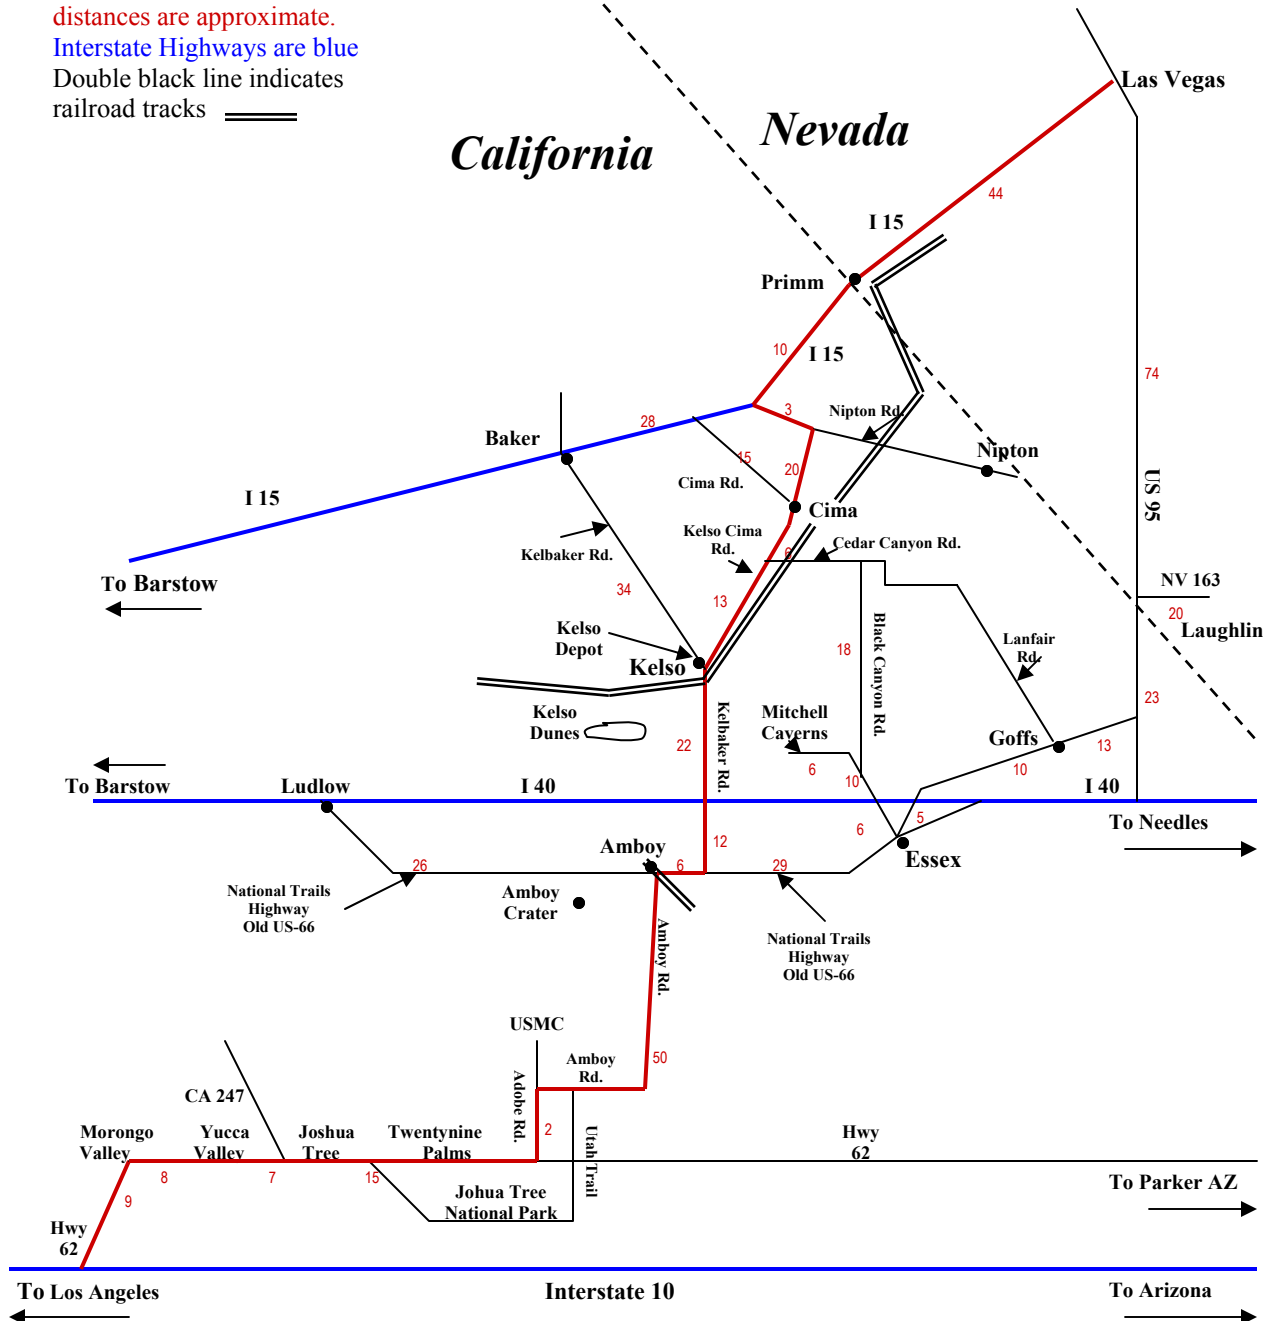 distances are approximate.
Interstate Highways are blue
Double black line indicates
railroad tracks
California
Nevada
Las Vegas
44
I 15
Primm
10
I 15
74
3
Nipton Rd.
28
Baker
15
20
Nipton
Cima Rd.
I 15
US 95
Cima
Kelso Cima
Rd.
Cedar Canyon Rd.
Kelbaker Rd.
6
To Barstow
34
13
NV 163
20
Laughlin
Kelso
Depot
Kelso
18
Black Canyon Rd.
Lanfair
Rd.
23
Kelso
Dunes
22
Kelbaker Rd.
Mitchell
Caverns
Goffs
13
6
10
10
To Barstow
Ludlow
I 40
I 40
5
6
To Needles
12
Amboy
Essex
26
6
29
National Trails
Highway
Old US-66
Amboy
Crater
Amboy Rd.
National Trails
Highway
Old US-66
USMC
50
Amboy
Rd.
Adobe Rd.
CA 247
2
Utah Trail
Morongo
Valley
Yucca
Valley
Joshua
Tree
Twentynine
Palms
Hwy
62
8
7
15
9
Johua Tree
National Park
To Parker AZ
Hwy
62
To Los Angeles
Interstate 10
To Arizona